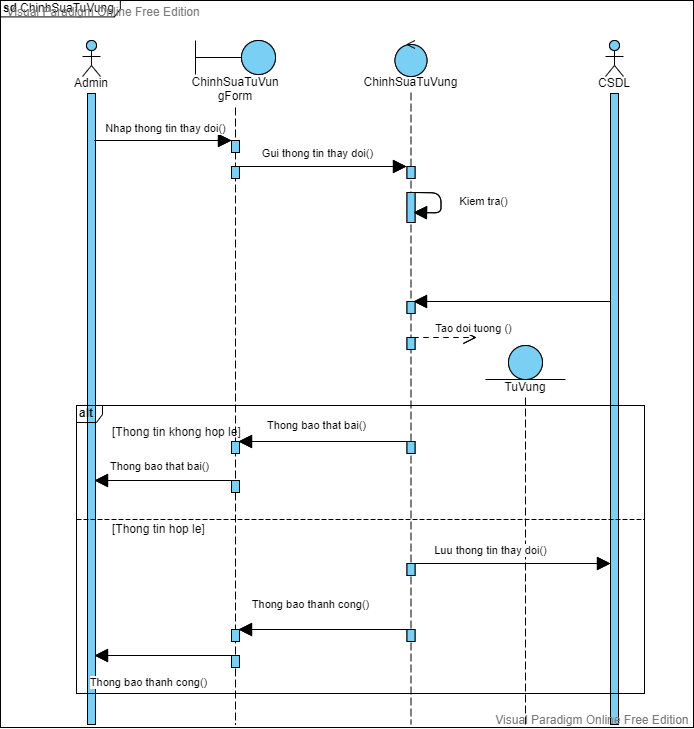 sd ChinhSuaTuVung
Visual Paradigm Online Free Edition
Admin
ChinhSuaTuVun
gForm
ChinhSuaTuVung
CSDL
Nhap thong tin thay doi()
Gui thong tin thay doi()
Kiem tra()
Tao doi tuong ()
TuVung
alt
[Thong tin khong hop le]
Thong bao that bai()
Thong bao that bai()
[Thong tin hop le]
Luu thong tin thay doi()
Thong bao thanh cong()
Thong bao thanh cong()
Visual Paradigm Online Free Edition